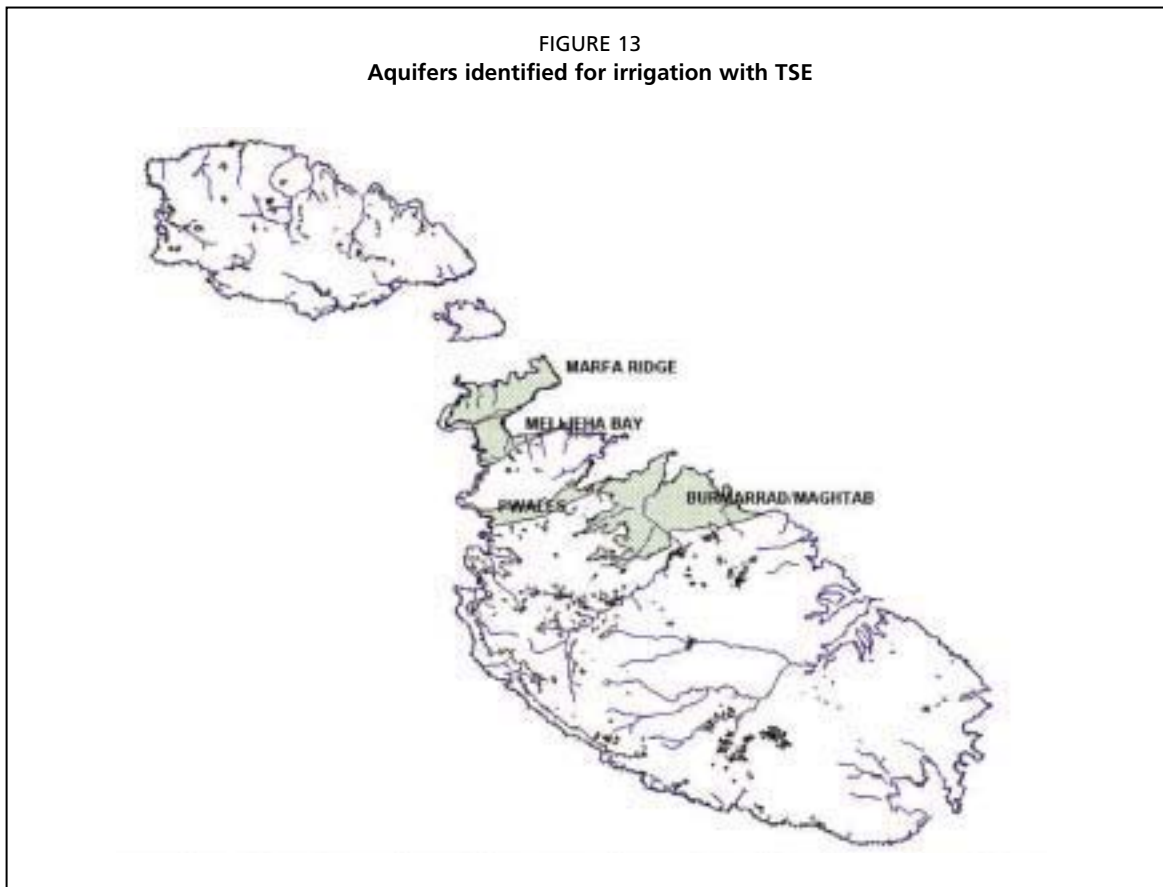 FIGURE 13
Aquifers identified for irrigation with TSE
MARFA RIDGE
MELLIEHA BAY
PWALES
BURMARRAD/MAGHTAB